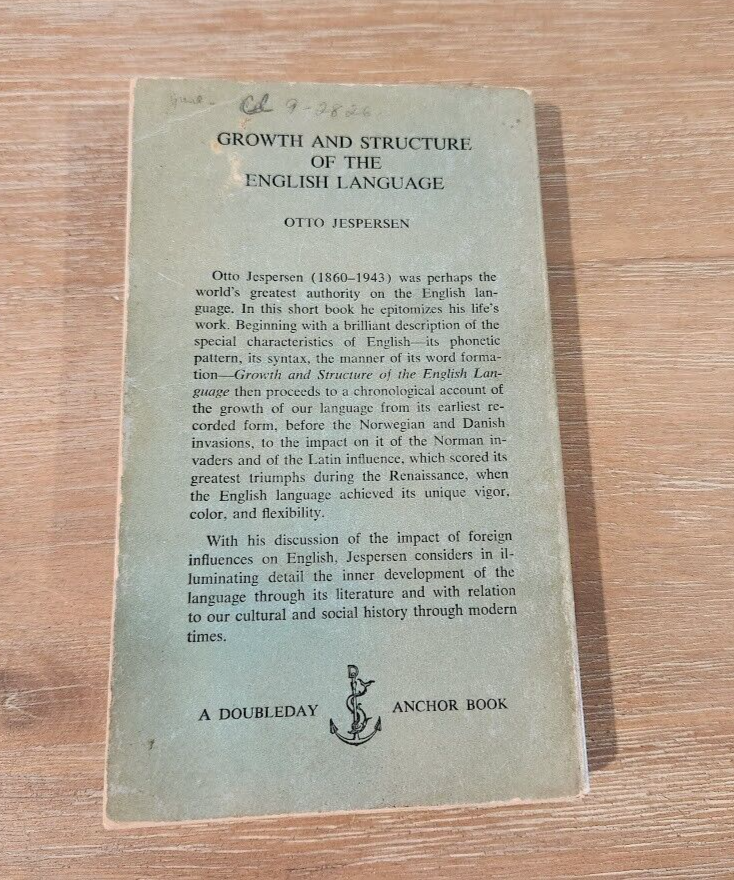 Cd 9-2826
GROWTH AND STRUCTURE
OF THE
ENGLISH LANGUAGE
OTTO JESPERSEN
Otto Jespersen (1860–1943) was perhaps the
world's greatest authority on the English lan-
guage. In this short book he epitomizes his life's
work. Beginning with a brilliant description of the
special characteristics of English—its phonetic
pattern, its syntax, the manner of its word forma-
tion—Growth and Structure of the English Lan-
guage then proceeds to a chronological account of
the growth of our language from its earliest re-
corded form, before the Norwegian and Danish
invasions, to the impact on it of the Norman in-
vaders and of the Latin influence, which scored its
greatest triumphs during the Renaissance, when
the English language achieved its unique vigor,
color, and flexibility.
With his discussion of the impact of foreign
influences on English, Jespersen considers in il-
luminating detail the inner development of the
language through its literature and with relation
to our cultural and social history through modern
times.
D
A DOUBLEDAY ANCHOR BOOK